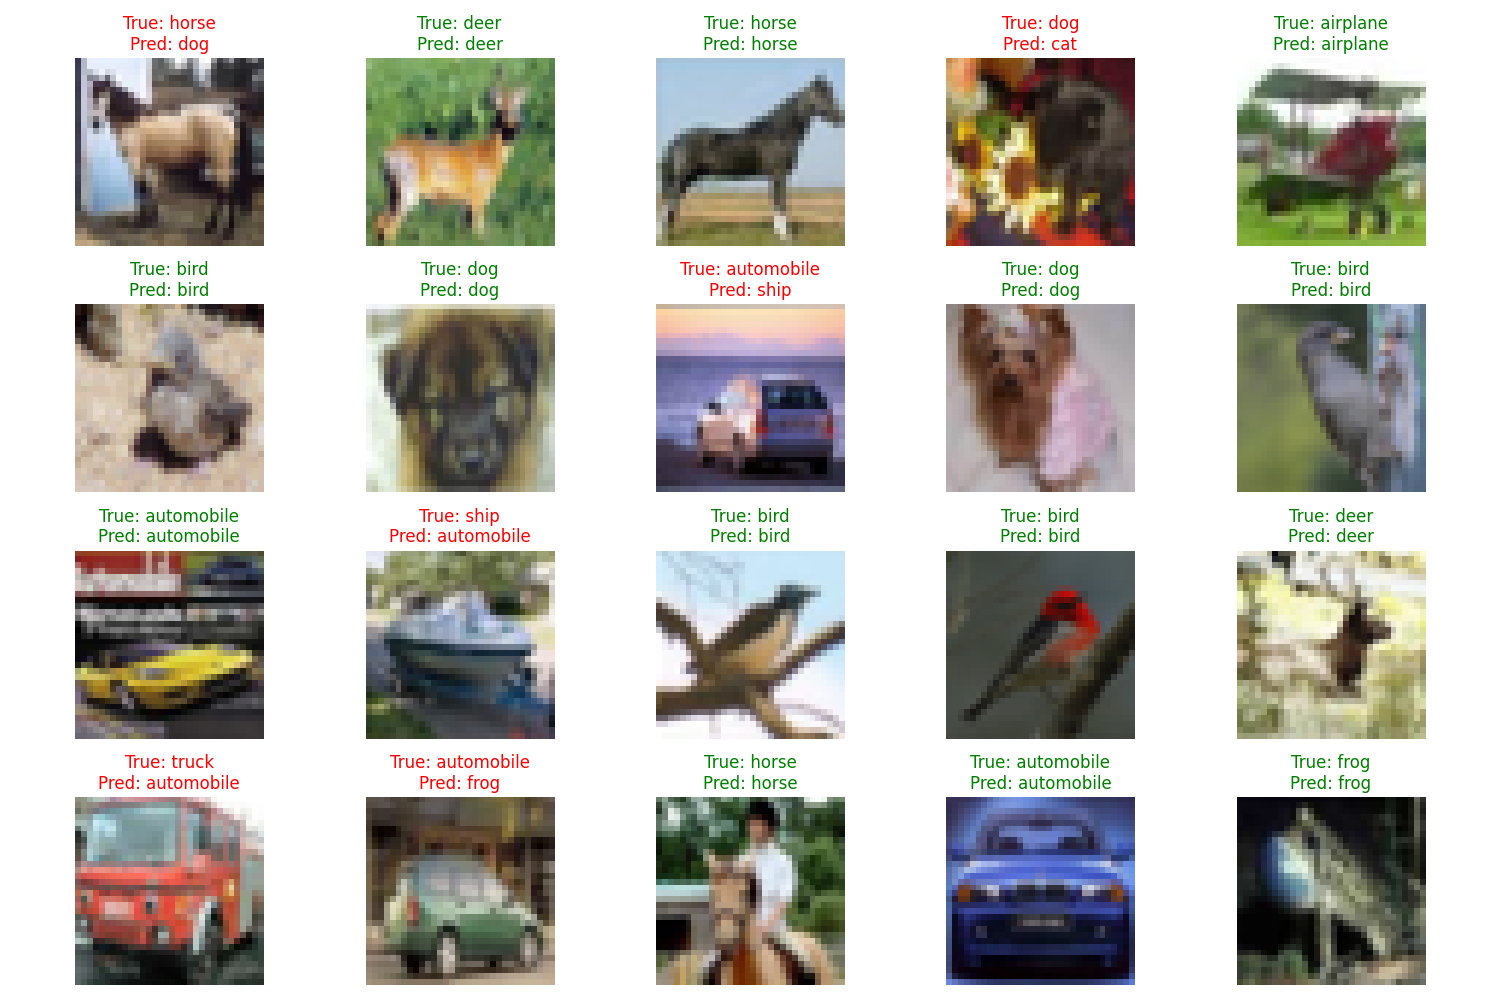 True: horse
Pred: dog
True: deer
Pred: deer
True: horse
Pred: horse
True: dog
Pred: cat
True: airplane
Pred: airplane
True: bird
Pred: bird
True: dog
Pred: dog
True: automobile
Pred: ship
True: dog
Pred: dog
True: bird
Pred: bird
True: automobile
Pred: automobile
True: ship
Pred: automobile
True: bird
Pred: bird
True: bird
Pred: bird
True: deer
Pred: deer
True: truck
Pred: automobile
True: automobile
Pred: frog
True: horse
Pred: horse
True: automobile
Pred: automobile
True: frog
Pred: frog